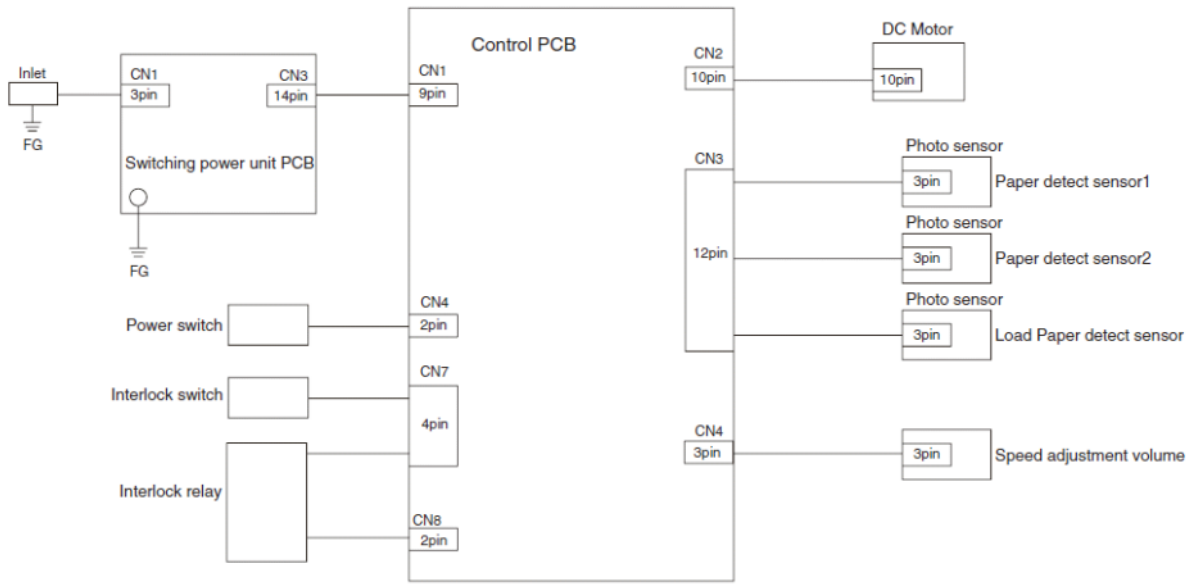 Control PCB
DC Motor
CN2
10pin
10pin
Inlet
CN1
3pin
CN3
14pin
CN1
9pin
FG
Switching power unit PCB
FG
CN3
12pin
Photo sensor
3pin
Paper detect sensor1
Photo sensor
3pin
Paper detect sensor2
Photo sensor
3pin
Load Paper detect sensor
CN4
2pin
Power switch
CN7
4pin
Interlock switch
Interlock relay
CN8
2pin
CN4
3pin
3pin
Speed adjustment volume